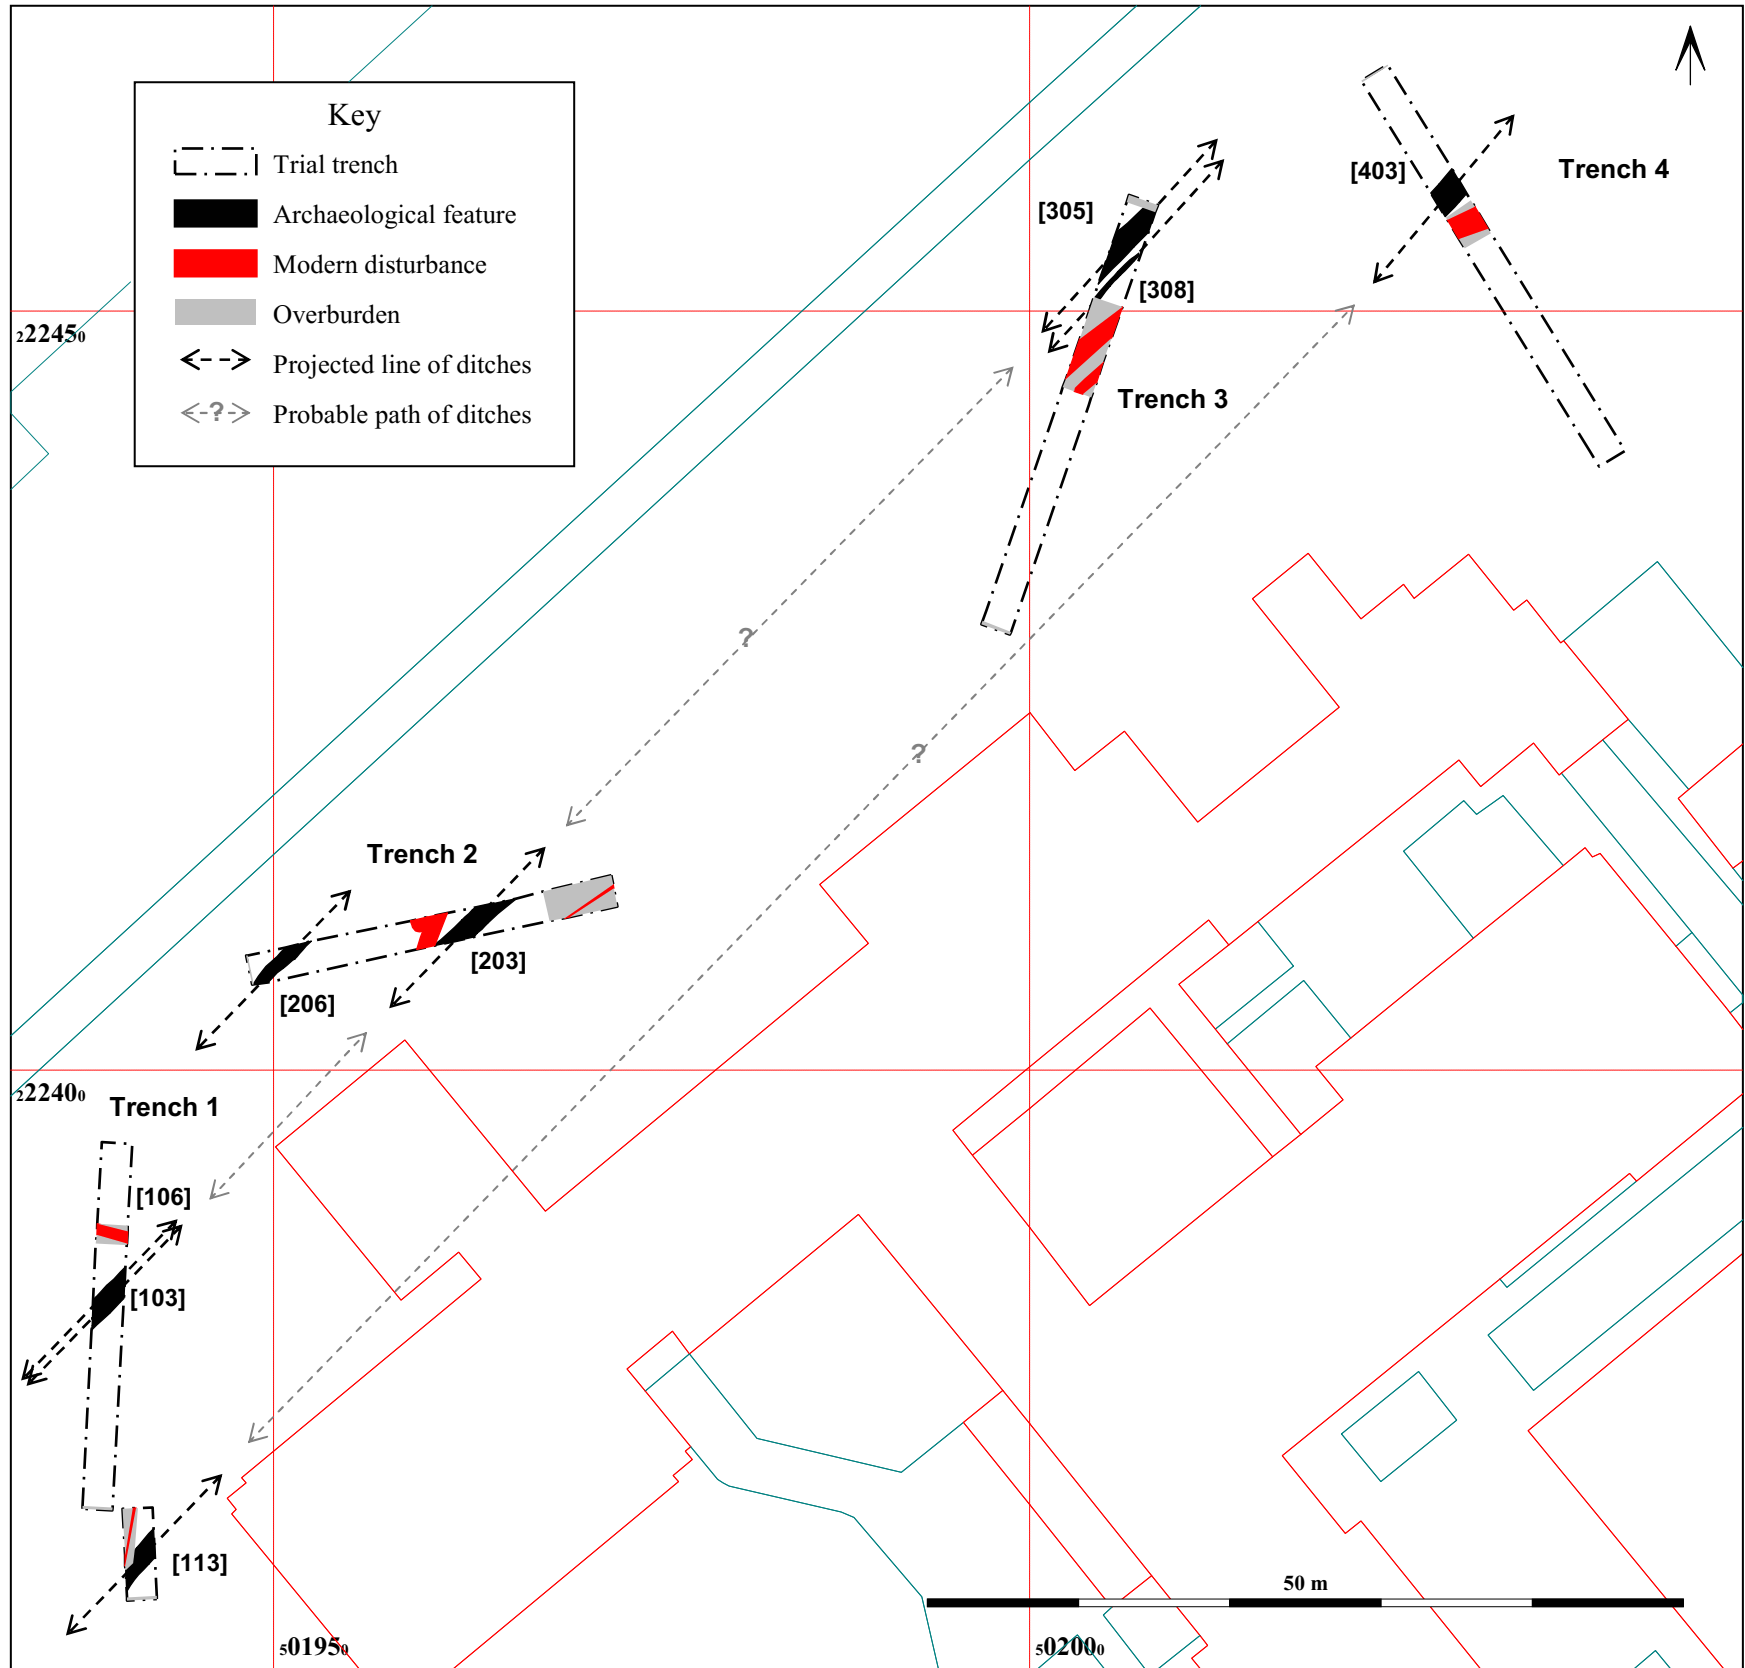 Key
Trial trench
Archaeological feature
Modern disturbance
Overburden
Projected line of ditches
?
Probable path of ditches
[403]
Trench 4
[305]
[308]
222450
Trench 3
?
?
Trench 2
[203]
[206]
222400
Trench 1
[106]
[103]
[113]
50 m
501950
502000